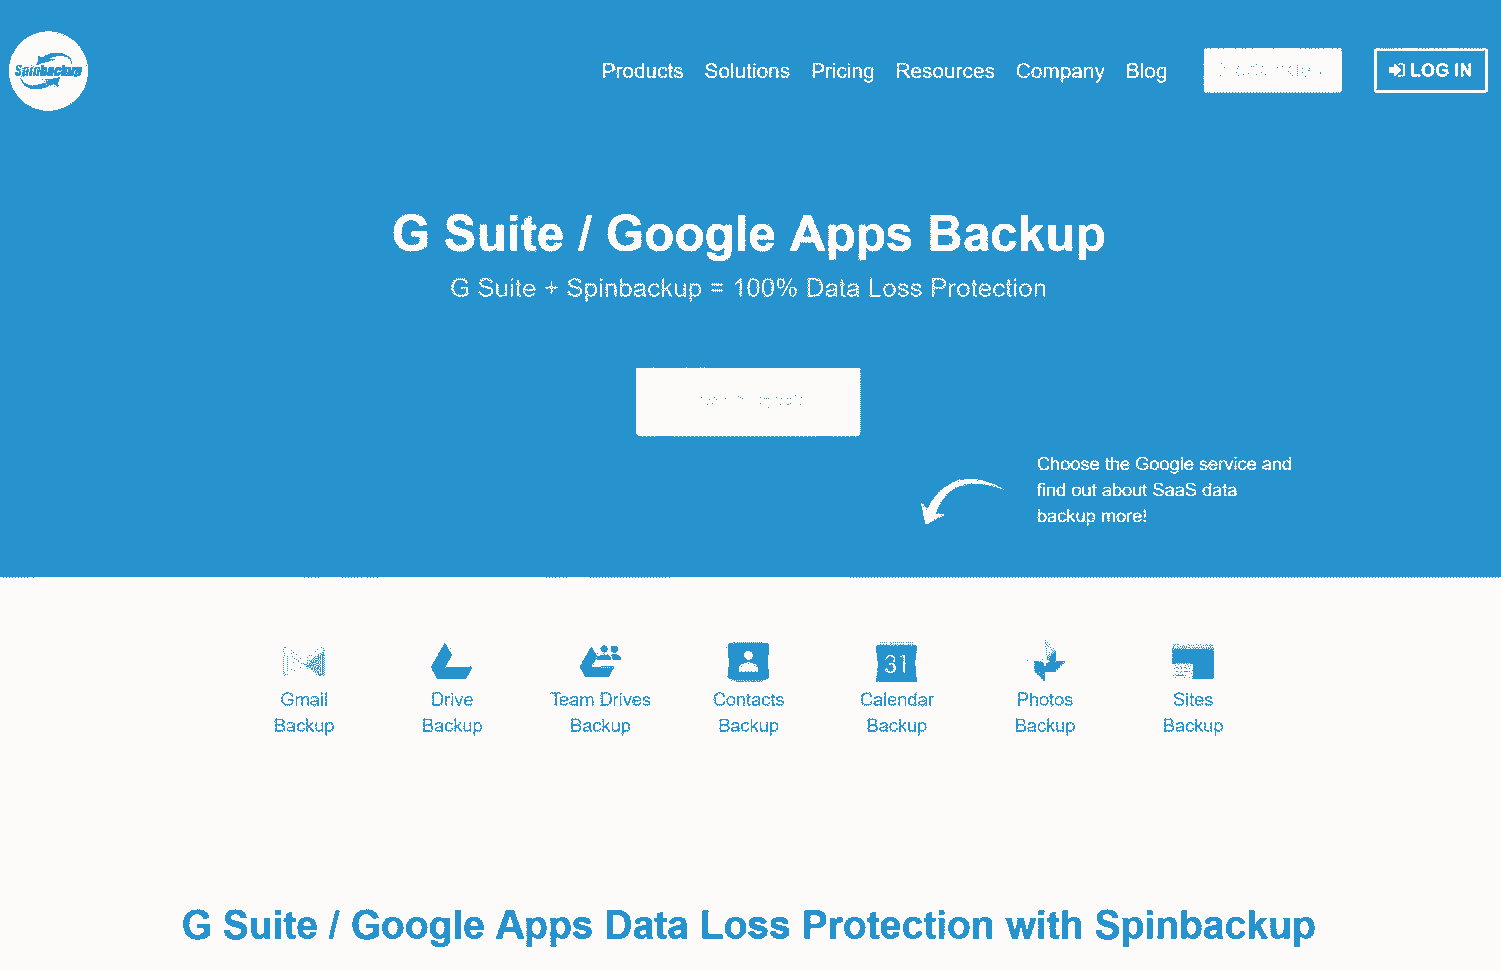 Spinbackup
Products Solutions Pricing Resources Company Blog
LOG IN
G Suite / Google Apps Backup
G Suite + Spinbackup = 100% Data Loss Protection
Choose the Google service and
find out about SaaS data
backup more!
31
Gmail
Backup
Drive
Backup
Team Drives
Backup
Contacts
Backup
Calendar
Backup
Photos
Backup
Sites
Backup
G Suite / Google Apps Data Loss Protection with Spinbackup